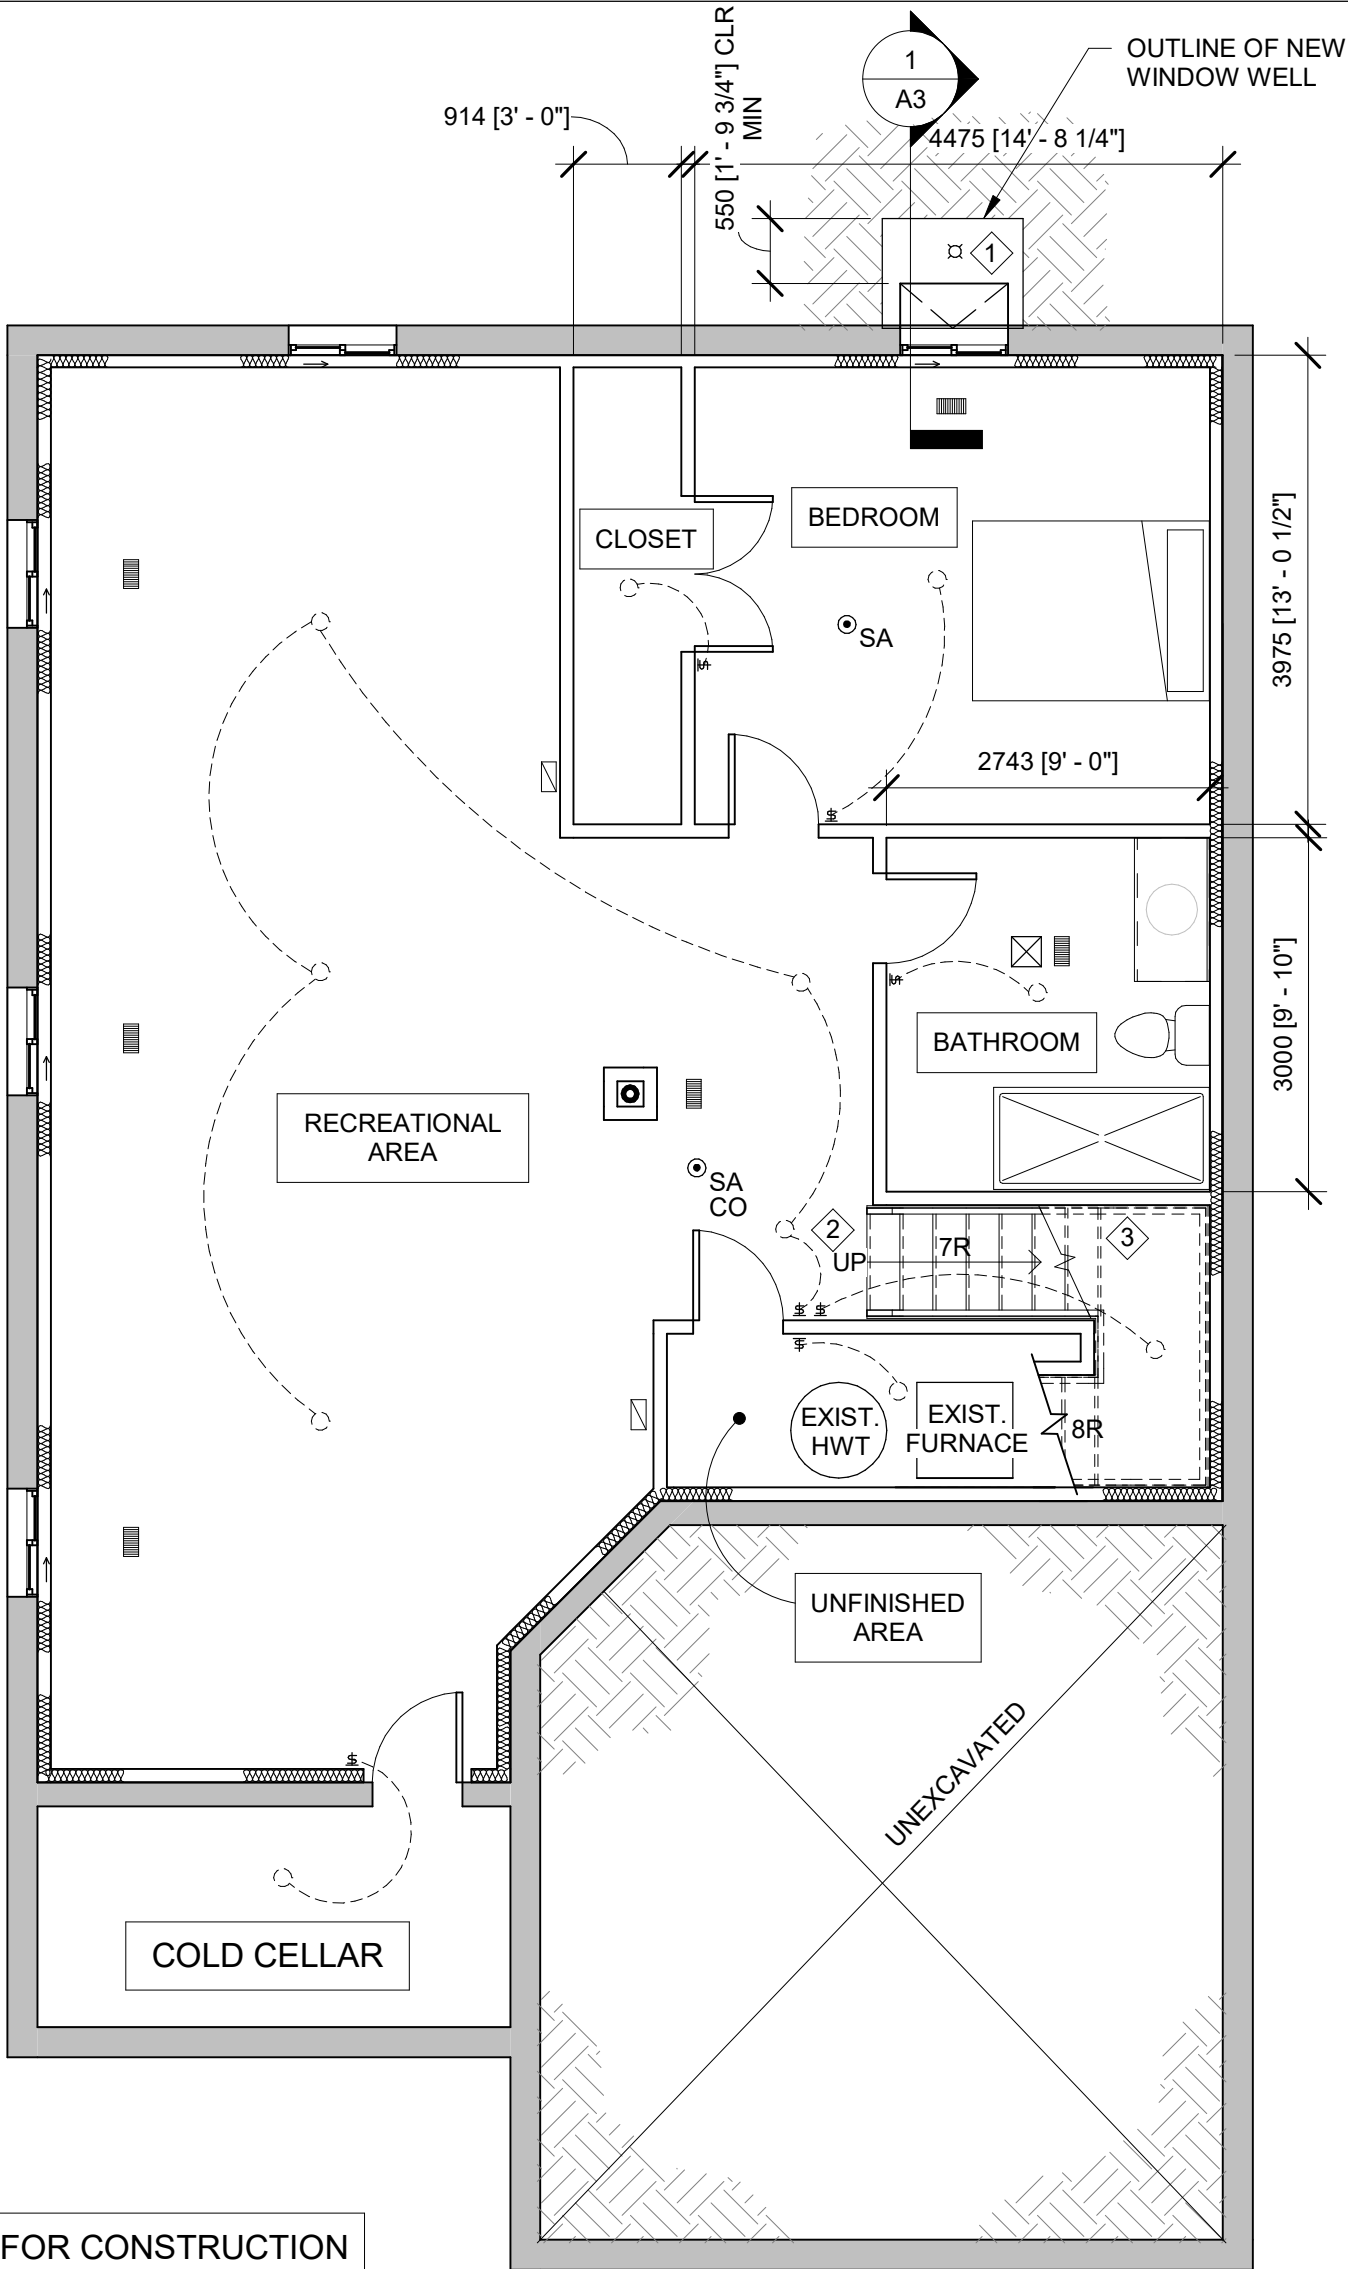 914 [3' - 0"]
550 [1' - 9 3/4"] CLR
MIN
1
A3
4475 [14' - 8 1/4"]
OUTLINE OF NEW
WINDOW WELL
1
CLOSET
BEDROOM
SA
$
3975 [13' - 0 1/2"]
2743 [9' - 0"]
$
$
BATHROOM
3000 [9' - 10"]
RECREATIONAL
AREA
SA
CO
2
UP
7R
3
$ $
$
EXIST.
HWT
EXIST.
FURNACE
8R
UNFINISHED
AREA
UNEXCAVATED
$
COLD CELLAR
FOR CONSTRUCTION